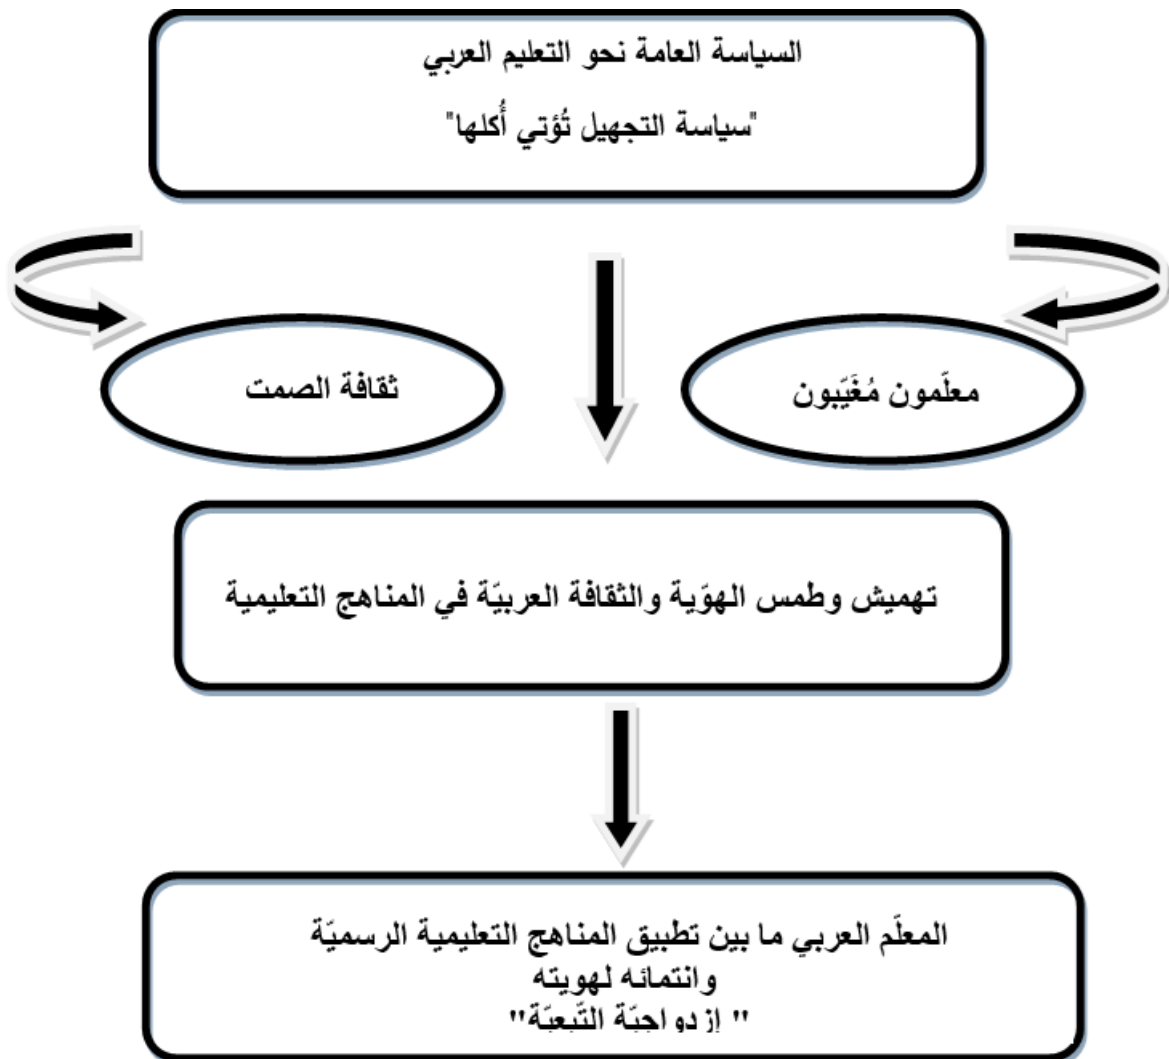 السياسة العامة نحو التعليم العربي
"سياسة التجهيل تُؤتي أُكلها"
معلّمون مُغَيّبون
ثقافة الصمت
تهميش وطمس الهوّية والثقافة العربيّة في المناهج التعليمية
المعلّم العربي ما بين تطبيق المناهج التعليمية الرسميّة
وانتمائه لهويته
" إزدواجيّة التّبعيّة"